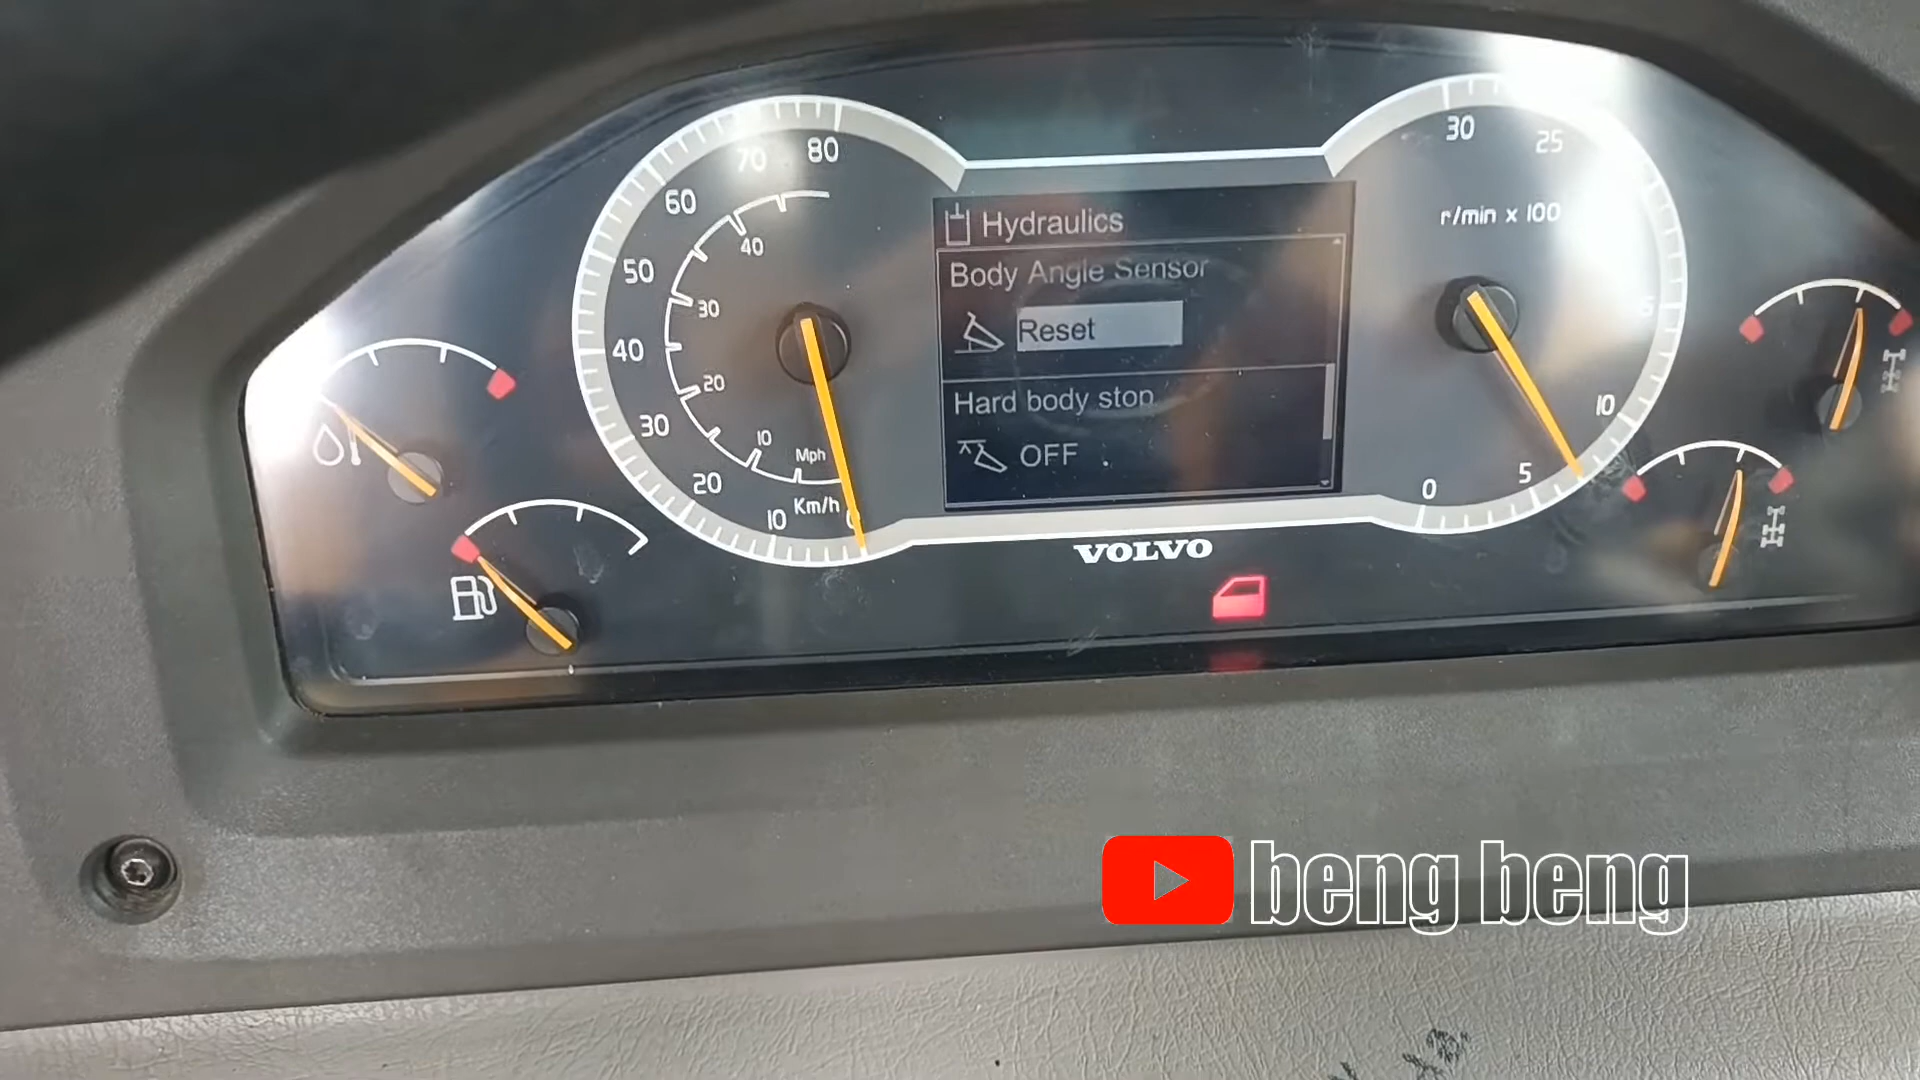 80
70
60
50
40
30
20
10
Km/h
40
30
20
10
Mph
Hydraulics
Body Angle Sensor
Reset
Hard body stop
OFF
30
25
r/min x 100
10
5
0
VOLVO
beng beng